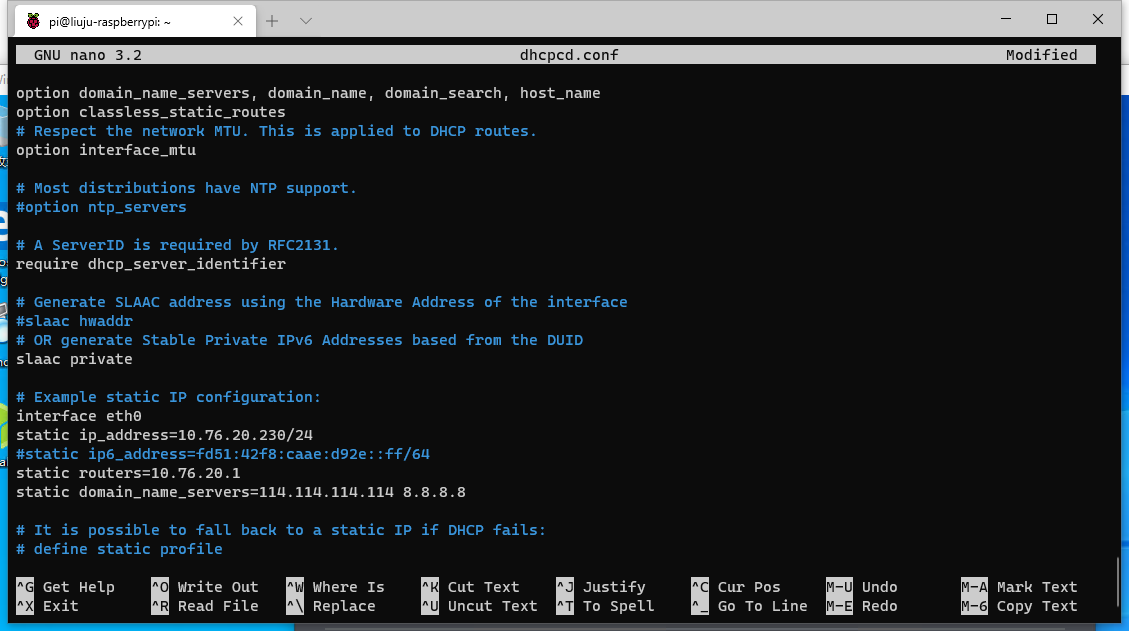 pi@liuju-raspberrypi: ~
GNU nano 3.2 dhcpcd.conf Modified
option domain_name_servers, domain_name, domain_search, host_name
option classless_static_routes
# Respect the network MTU. This is applied to DHCP routes.
option interface_mtu
# Most distributions have NTP support.
#option ntp_servers
# A ServerID is required by RFC2131.
require dhcp_server_identifier
# Generate SLAAC address using the Hardware Address of the interface
#slaac hwaddr
# OR generate Stable Private IPv6 Addresses based from the DUID
slaac private
# Example static IP configuration:
interface eth0
static ip_address=10.76.20.230/24
#static ip6_address=fd51:42f8:caae:d92e::ff/64
static routers=10.76.20.1
static domain_name_servers=114.114.114.114 8.8.8.8
# It is possible to fall back to a static IP if DHCP fails:
# define static profile
^G Get Help ^O Write Out ^W Where Is ^K Cut Text ^J Justify ^C Cur Pos M-U Undo M-A Mark Text
^X Exit ^R Read File ^\ Replace ^U Uncut Text ^T To Spell ^_ Go To Line M-E Redo M-6 Copy Text